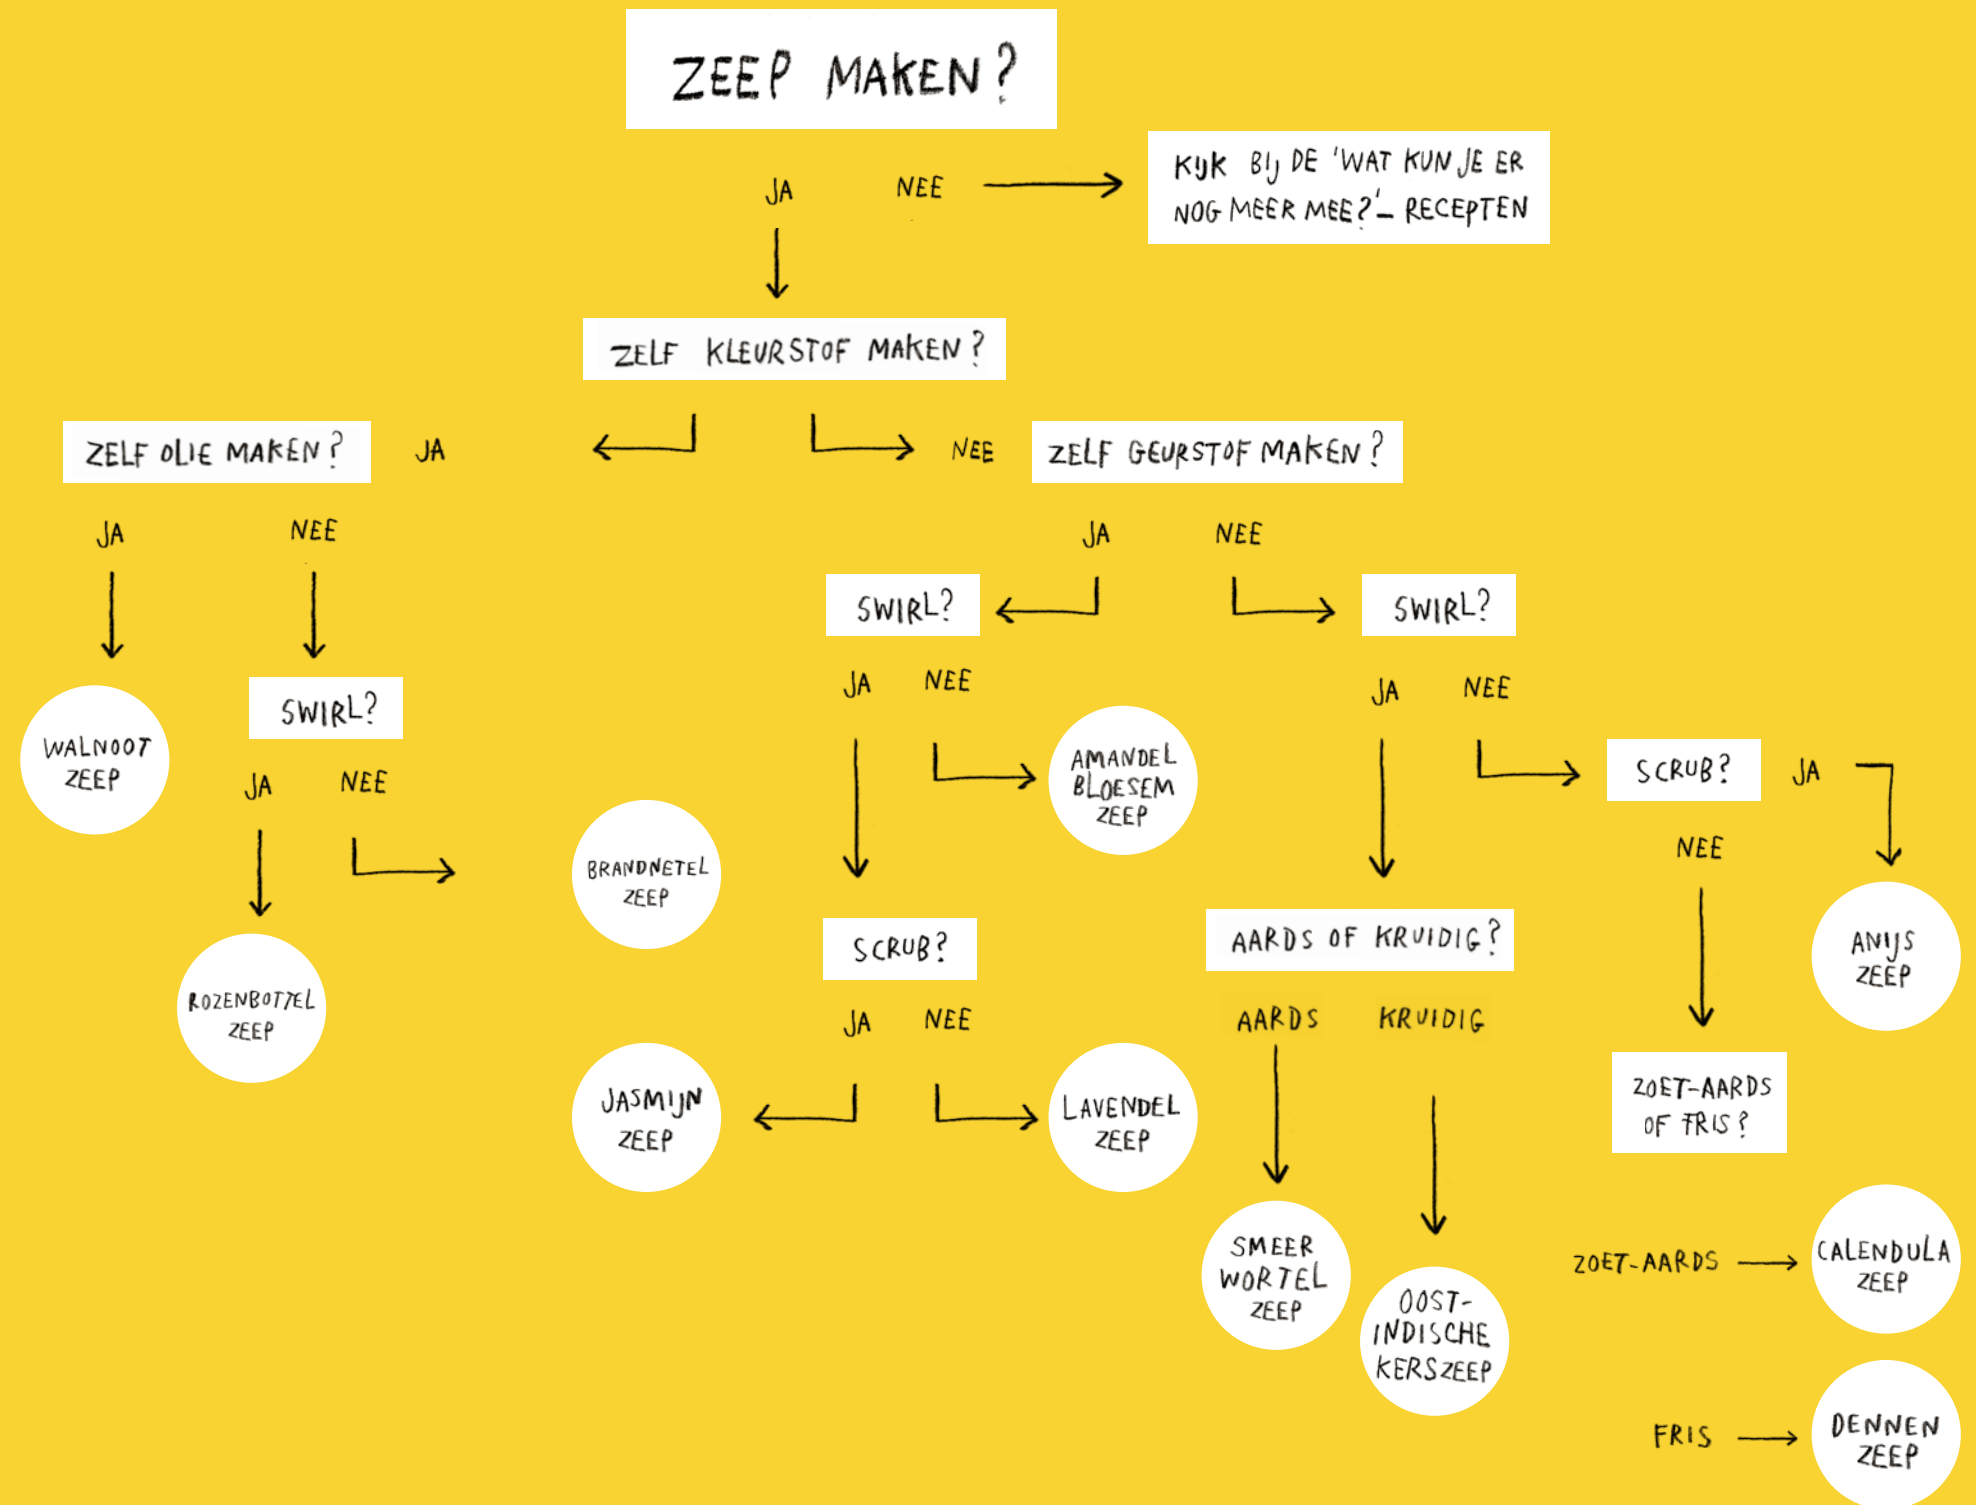 ZEEP MAKEN?
KIJK BIJ DE 'WAT KUN JE ER
NOG MEER MEE?'– RECEPTEN
JA
NEE
ZELF KLEURSTOF MAKEN?
ZELF OLIE MAKEN?
JA
NEE
ZELF GEURSTOF MAKEN?
JA
NEE
JA
NEE
SWIRL?
SWIRL?
SWIRL?
JA
NEE
JA
NEE
JA
NEE
WALNOOT
ZEEP
AMANDEL
BLOESEM
ZEEP
SCRUB?
JA
NEE
BRANDNETEL
ZEEP
ROZENBOTTEL
ZEEP
SCRUB?
JA
NEE
AARDS OF KRUIDIG?
AARDS
KRUIDIG
ANIJS
ZEEP
JASMIJN
ZEEP
LAVENDEL
ZEEP
ZOET-AARDS
OF FRIS?
SMEER
WORTEL
ZEEP
OOST-
INDISCHE
KERSZEEP
ZOET-AARDS
CALENDULA
ZEEP
FRIS
DENNEN
ZEEP